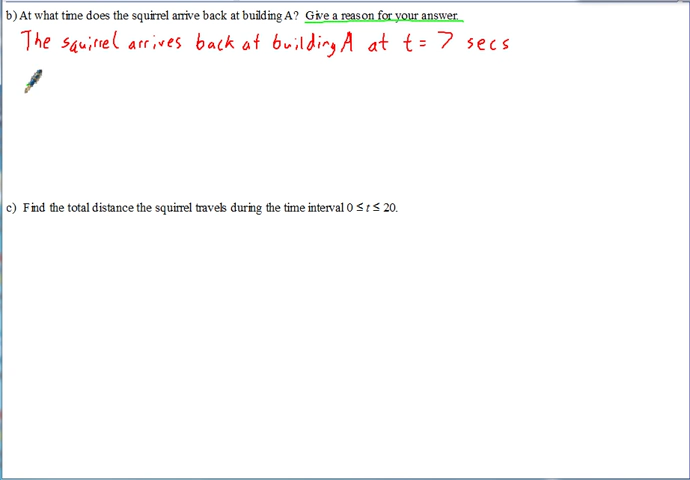 b) At what time does the squirrel arrive back at building A? Give a reason for your answer.
The squirrel arrives back at building A at t = 7 secs
c) Find the total distance the squirrel travels during the time interval 0 ≤ t ≤ 20.